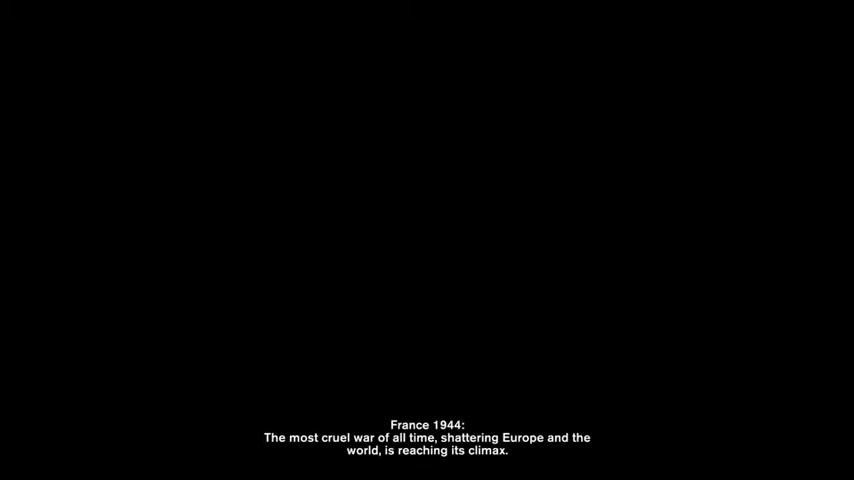 France 1944:
The most cruel war of all time, shattering Europe and the
world, is reaching its climax.